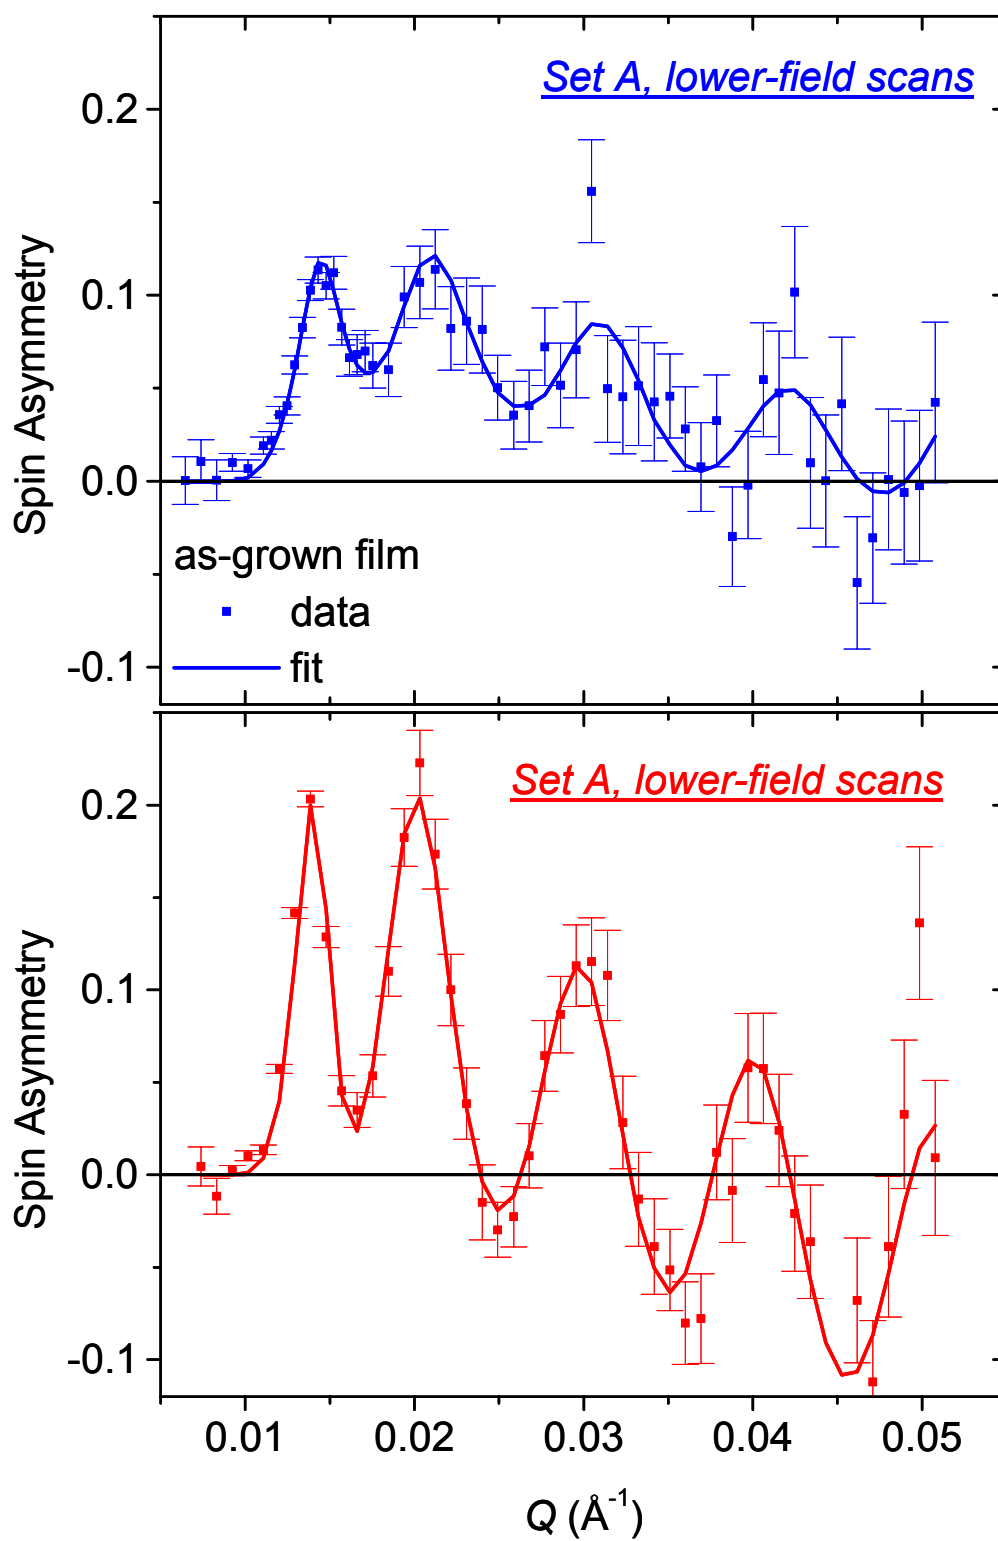 Set A, lower-field scans
0.2
0.1
0.0
-0.1
Spin Asymmetry
as-grown film
data
fit
Set A, lower-field scans
0.2
0.1
0.0
-0.1
Spin Asymmetry
0.01 0.02 0.03 0.04 0.05
Q (Å⁻¹)